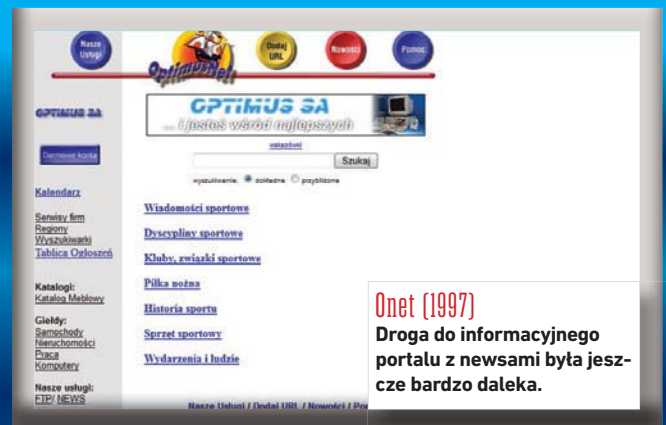 Nasze
Usługi
OptimusNet
Dodaj
URL
Nowości
Pomoc
OPTIMUS SA
OPTIMUS SA
... i jesteś wśród najlepszych
Darmowe konta
wskazówki
Szukaj
wyszukiwanie: dokładne przybliżone
Kalendarz
Serwisy firm
Regiony
Wyszukiwarki
Tablica Ogłoszeń
Katalogi:
Katalog Meblowy
Giełdy:
Samochody
Nieruchomości
Praca
Komputery
Nasze usługi:
FTP/ NEWS
Wiadomości sportowe
Dyscypliny sportowe
Kluby, związki sportowe
Piłka nożna
Historia sportu
Sprzęt sportowy
Wydarzenia i ludzie
Nasze Usługi / Dodaj URL / Nowości /
Onet (1997)
Droga do informacyjnego
portalu z newsami była jesz-
cze bardzo daleka.